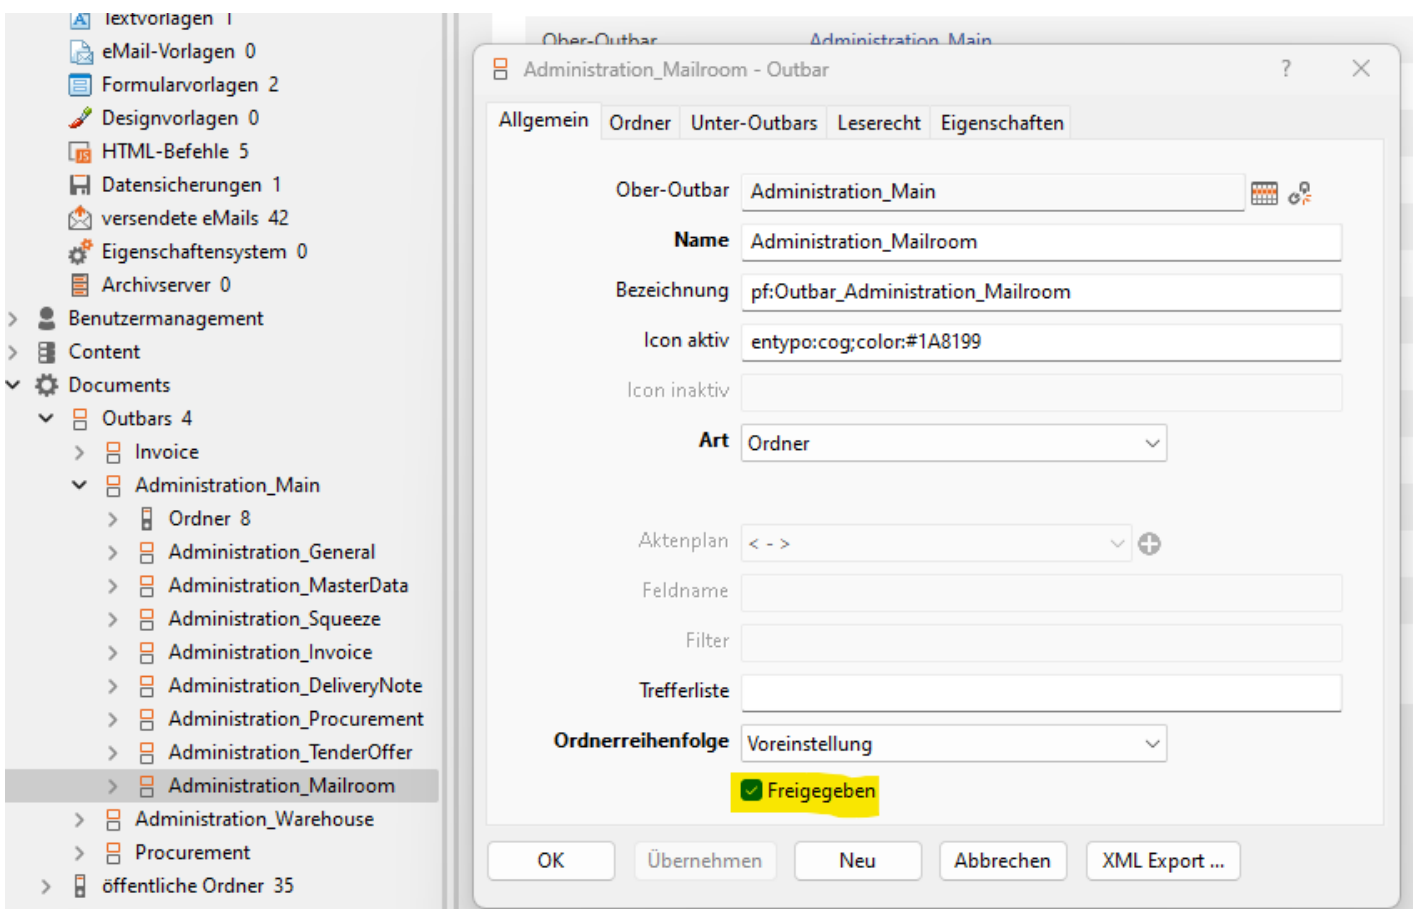 Textvorlagen 1
eMail-Vorlagen 0
Formularvorlagen 2
Designvorlagen 0
HTML-Befehle 5
Datensicherungen 1
versendete eMails 42
Eigenschaftensystem 0
Archivserver 0
Benutzermanagement
Content
Documents
Outbars 4
Invoice
Administration_Main
Ordner 8
Administration_General
Administration_MasterData
Administration_Squeeze
Administration_Invoice
Administration_DeliveryNote
Administration_Procurement
Administration_TenderOffer
Administration_Mailroom
Administration_Warehouse
Procurement
öffentliche Ordner 35
Ober-Outbar Administration_Main
Administration_Mailroom - Outbar ?
Allgemein Ordner Unter-Outbars Leserecht Eigenschaften
Ober-Outbar Administration_Main
Name Administration_Mailroom
Bezeichnung pf:Outbar_Administration_Mailroom
Icon aktiv entypo:cog;color:#1A8199
Icon inaktiv
Art Ordner
Aktenplan < - >
Feldname
Filter
Trefferliste
Ordnerreihenfolge Voreinstellung
Freigegeben
OK Übernehmen Neu Abbrechen XML Export ...